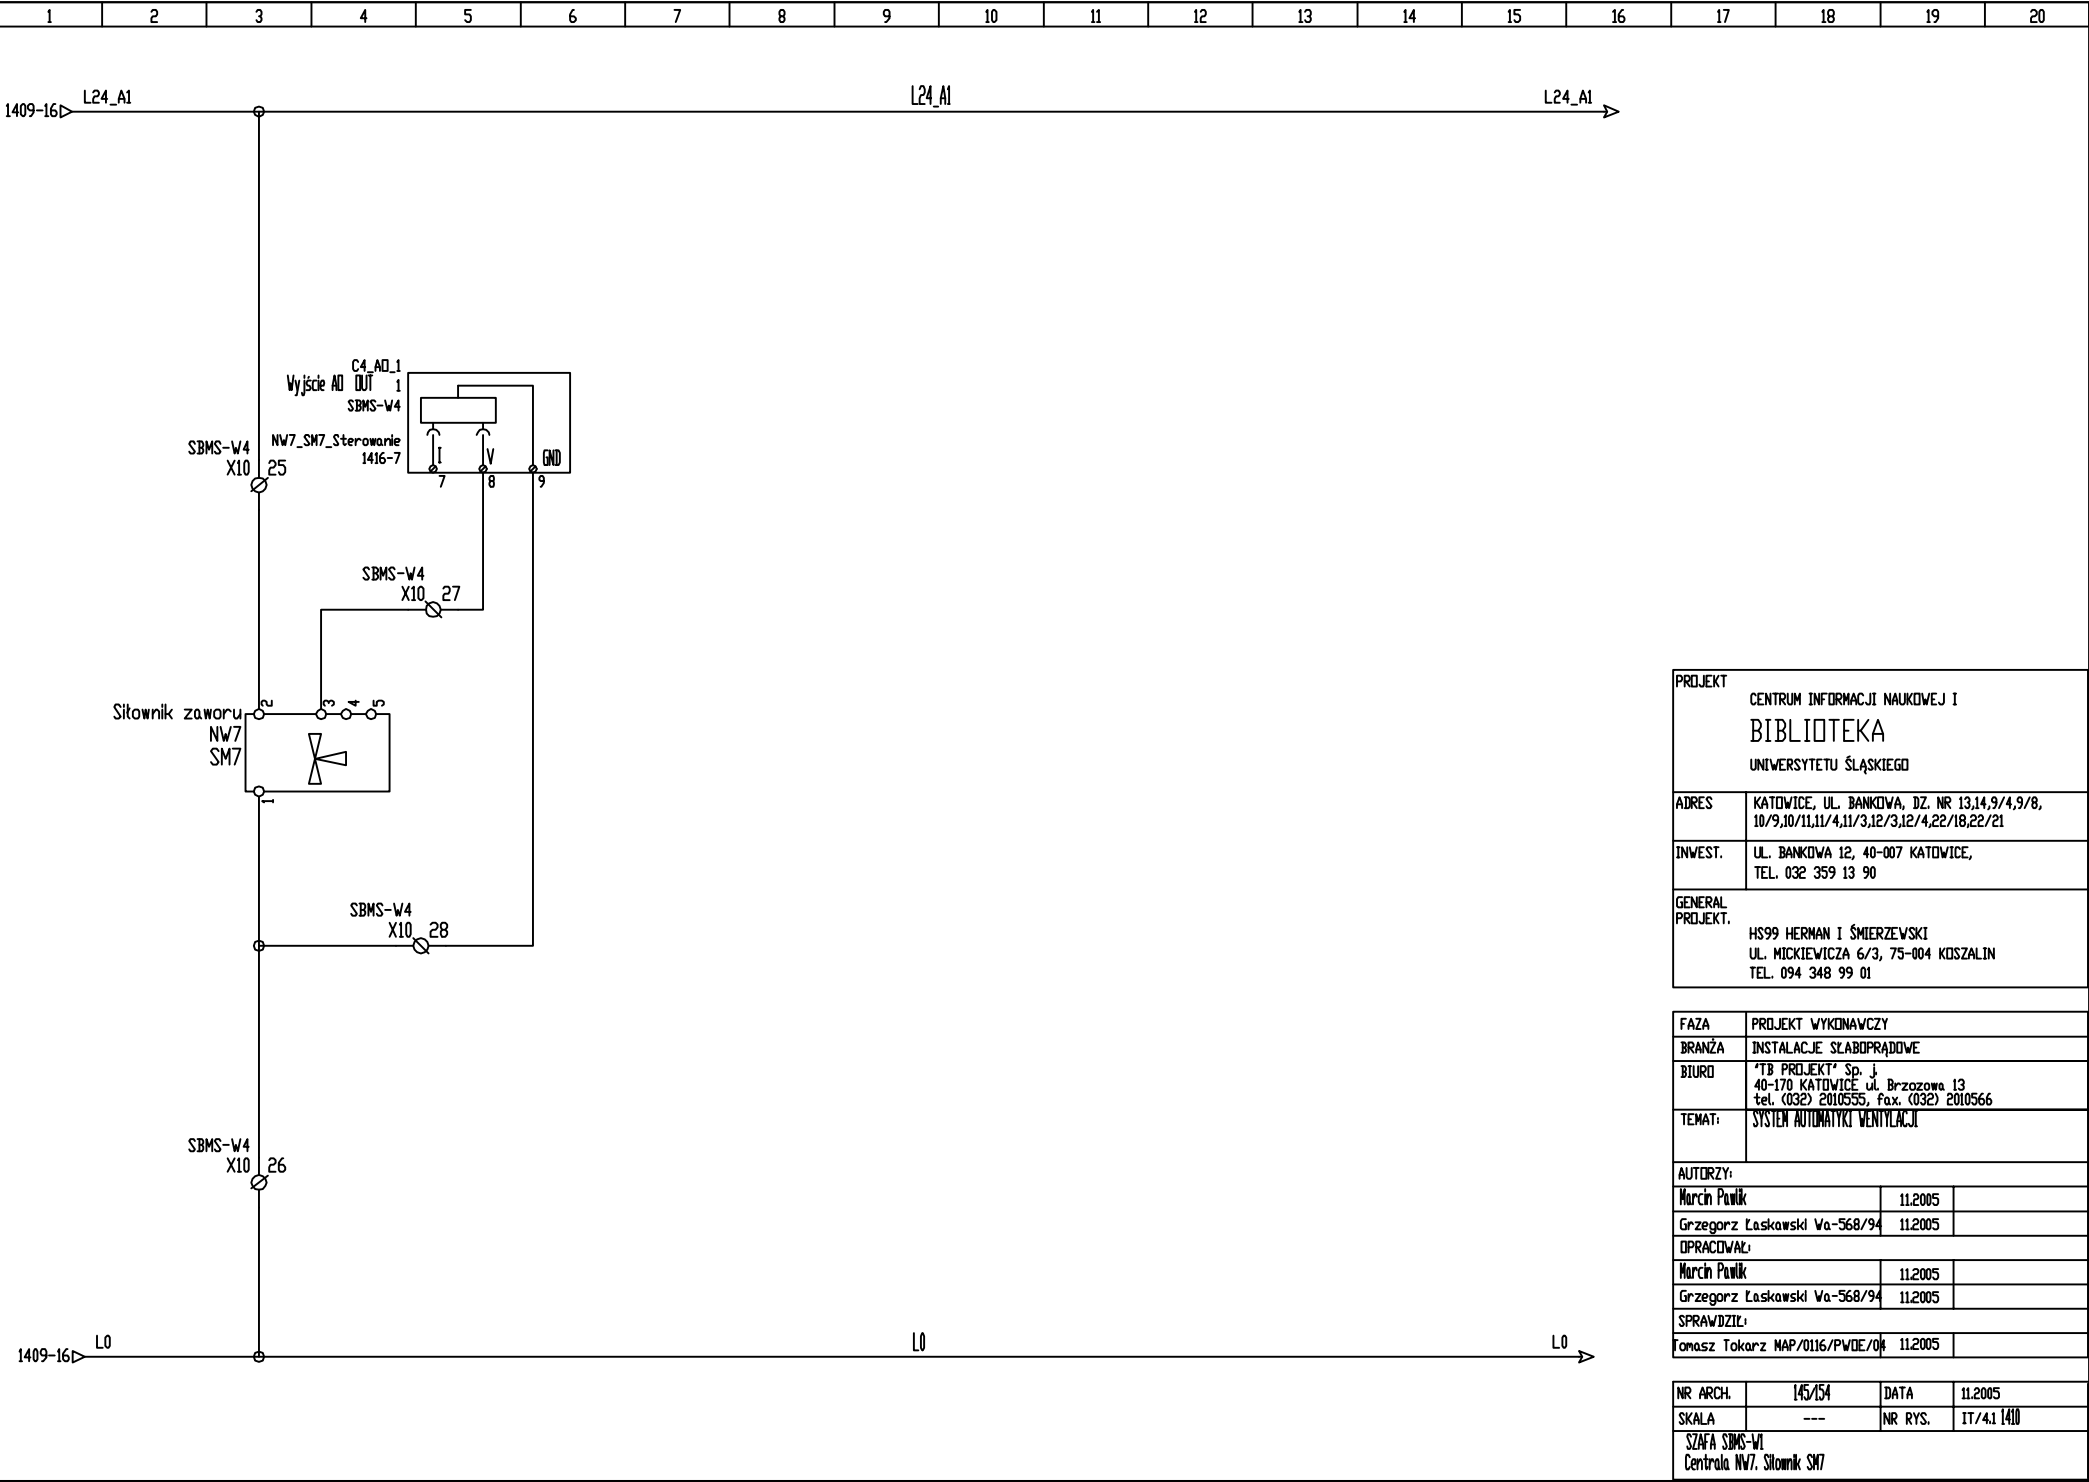 1 2 3 4 5 6 7 8 9 10 11 12 13 14 15 16 17 18 19 20
L24_A1 L24_A1 L24_A1
1409-16
C4_AO_1
Wyjście AO OUT 1
SBMS-W4
NW7_SM7_Sterowanie
1416-7
I V GND
7 8 9
SBMS-W4
X10 25
SBMS-W4
X10 27
2 3 4 5
Siłownik zaworu
NW7
SM7
1
SBMS-W4
X10 28
SBMS-W4
X10 26
L0 L0 L0
1409-16
PROJEKT
CENTRUM INFORMACJI NAUKOWEJ I
BIBLIOTEKA
UNIWERSYTETU ŚLĄSKIEGO
ADRES KATOWICE, UL. BANKOWA, DZ. NR 13,14,9/4,9/8,
10/9,10/11,11/4,11/3,12/3,12/4,22/18,22/21
INWEST. UL. BANKOWA 12, 40-007 KATOWICE,
TEL. 032 359 13 90
GENERAL
PROJEKT.
HS99 HERMAN I ŚMIERZEWSKI
UL. MICKIEWICZA 6/3, 75-004 KOSZALIN
TEL. 094 348 99 01
FAZA PROJEKT WYKONAWCZY
BRANŻA INSTALACJE SŁABOPRĄDOWE
BIURO "TB PROJEKT" Sp. j.
40-170 KATOWICE ul. Brzozowa 13
tel. (032) 2010555, fax. (032) 2010566
TEMAT: SYSTEM AUTOMATYKI WENTYLACJI
AUTORZY:
Marcin Pawlik 11.2005
Grzegorz Łaskawski Wa-568/94 11.2005
OPRACOWAŁ:
Marcin Pawlik 11.2005
Grzegorz Łaskawski Wa-568/94 11.2005
SPRAWDZIŁ:
Tomasz Tokarz MAP/0116/PWOE/04 11.2005
NR ARCH. 145/154 DATA 11.2005
SKALA --- NR RYS. IT/4.1 1410
SZAFA SBMS-W1
Centrala NW7. Siłownik SM7